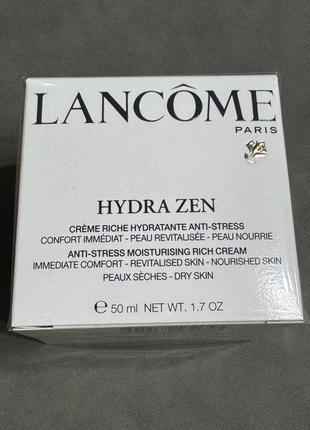 LANCÔME
PARIS
HYDRA ZEN
CRÈME RICHE HYDRATANTE ANTI-STRESS
CONFORT IMMÉDIAT - PEAU REVITALISÉE - PEAU NOURRIE
ANTI-STRESS MOISTURISING RICH CREAM
IMMEDIATE COMFORT - REVITALISED SKIN - NOURISHED SKIN
PEAUX SÈCHES - DRY SKIN
℮ 50 ml NET WT. 1.7 OZ